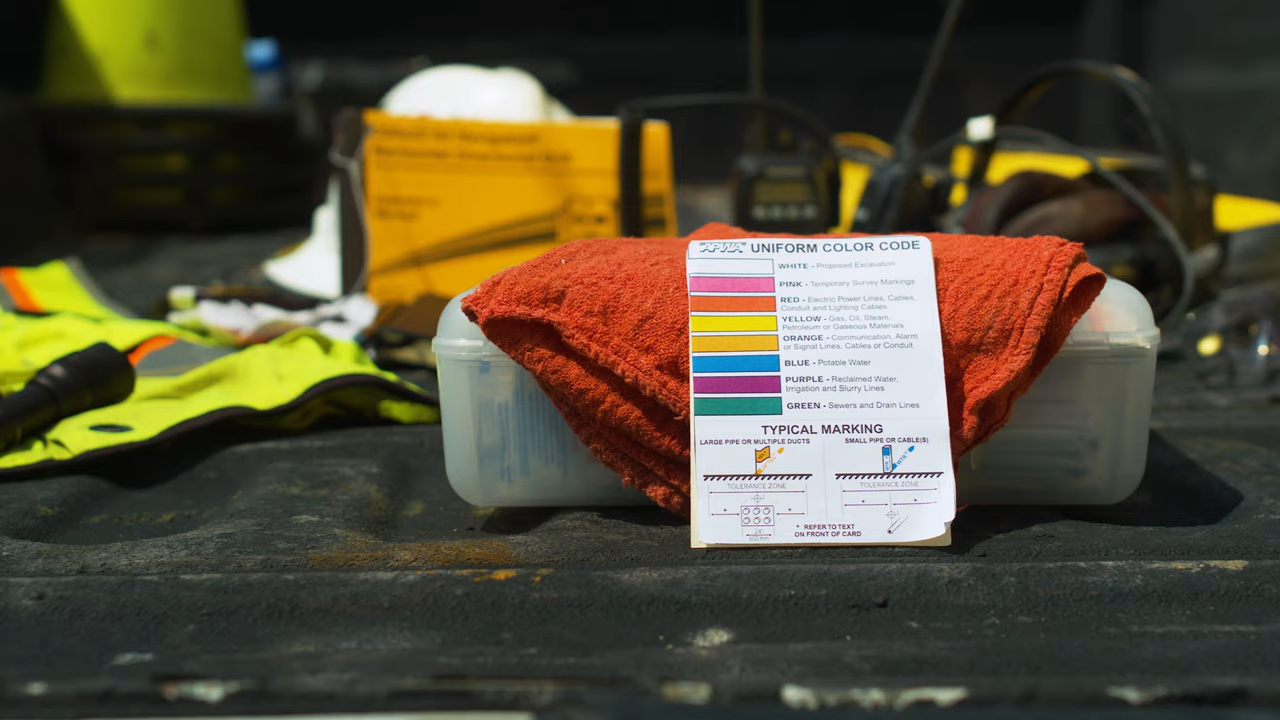 APWA UNIFORM COLOR CODE
WHITE - Proposed Excavation
PINK - Temporary Survey Markings
RED - Electric Power Lines, Cables,
Conduit and Lighting Cables
YELLOW - Gas, Oil, Steam,
Petroleum or Gaseous Materials
ORANGE - Communication, Alarm
or Signal Lines, Cables or Conduit
BLUE - Potable Water
PURPLE - Reclaimed Water,
Irrigation and Slurry Lines
GREEN - Sewers and Drain Lines
TYPICAL MARKING
LARGE PIPE OR MULTIPLE DUCTS
SMALL PIPE OR CABLE(S)
TOLERANCE ZONE
TOLERANCE ZONE
* REFER TO TEXT
ON FRONT OF CARD